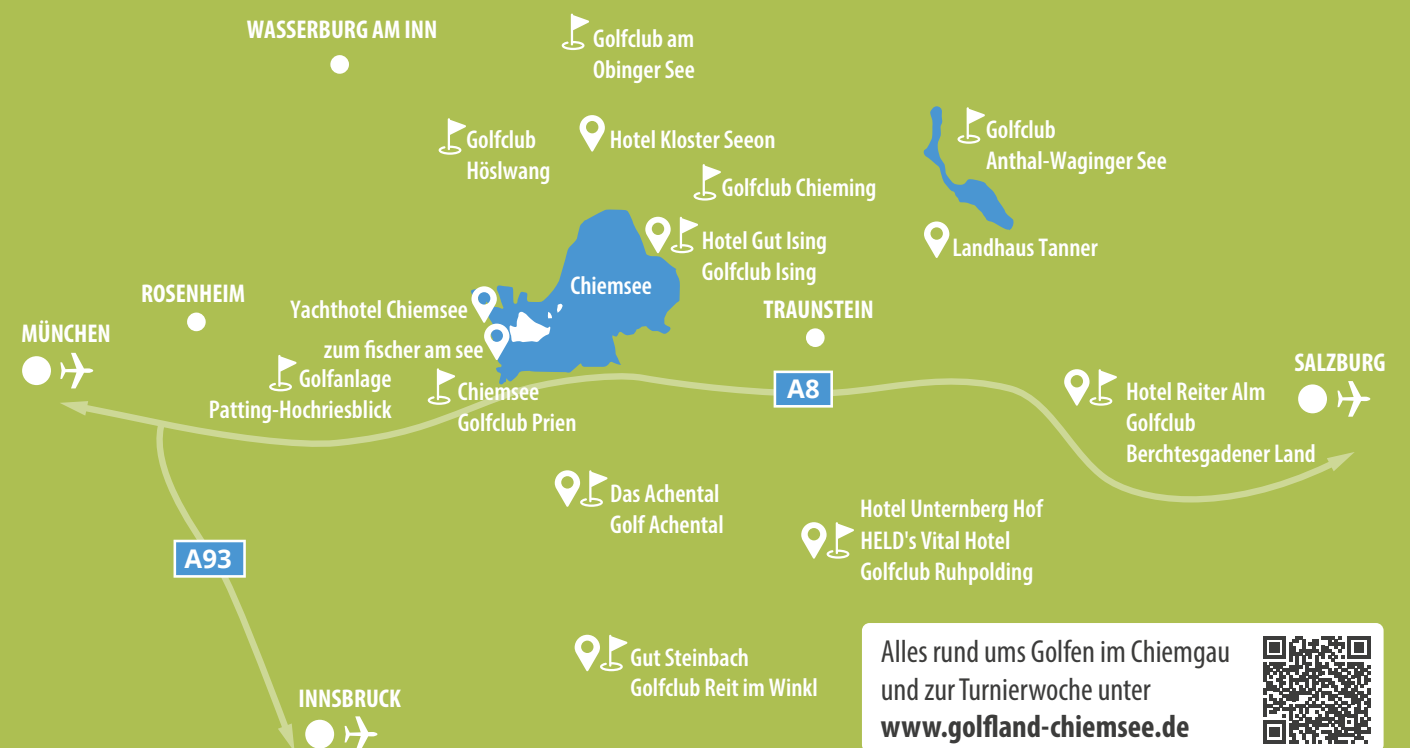 WASSERBURG AM INN
Golfclub am
Obinger See
Golfclub
Höslwang
Hotel Kloster Seeon
Golfclub
Anthal-Waginger See
Golfclub Chieming
Hotel Gut Ising
Golfclub Ising
Landhaus Tanner
Chiemsee
ROSENHEIM
Yachthotel Chiemsee
TRAUNSTEIN
MÜNCHEN
zum fischer am see
SALZBURG
Golfanlage
Patting-Hochriesblick
Chiemsee
Golfclub Prien
A8
Hotel Reiter Alm
Golfclub
Berchtesgadener Land
Das Achental
Golf Achental
Hotel Unternberg Hof
HELD's Vital Hotel
Golfclub Ruhpolding
A93
Gut Steinbach
Golfclub Reit im Winkl
INNSBRUCK
Alles rund ums Golfen im Chiemgau
und zur Turnierwoche unter
www.golfland-chiemsee.de